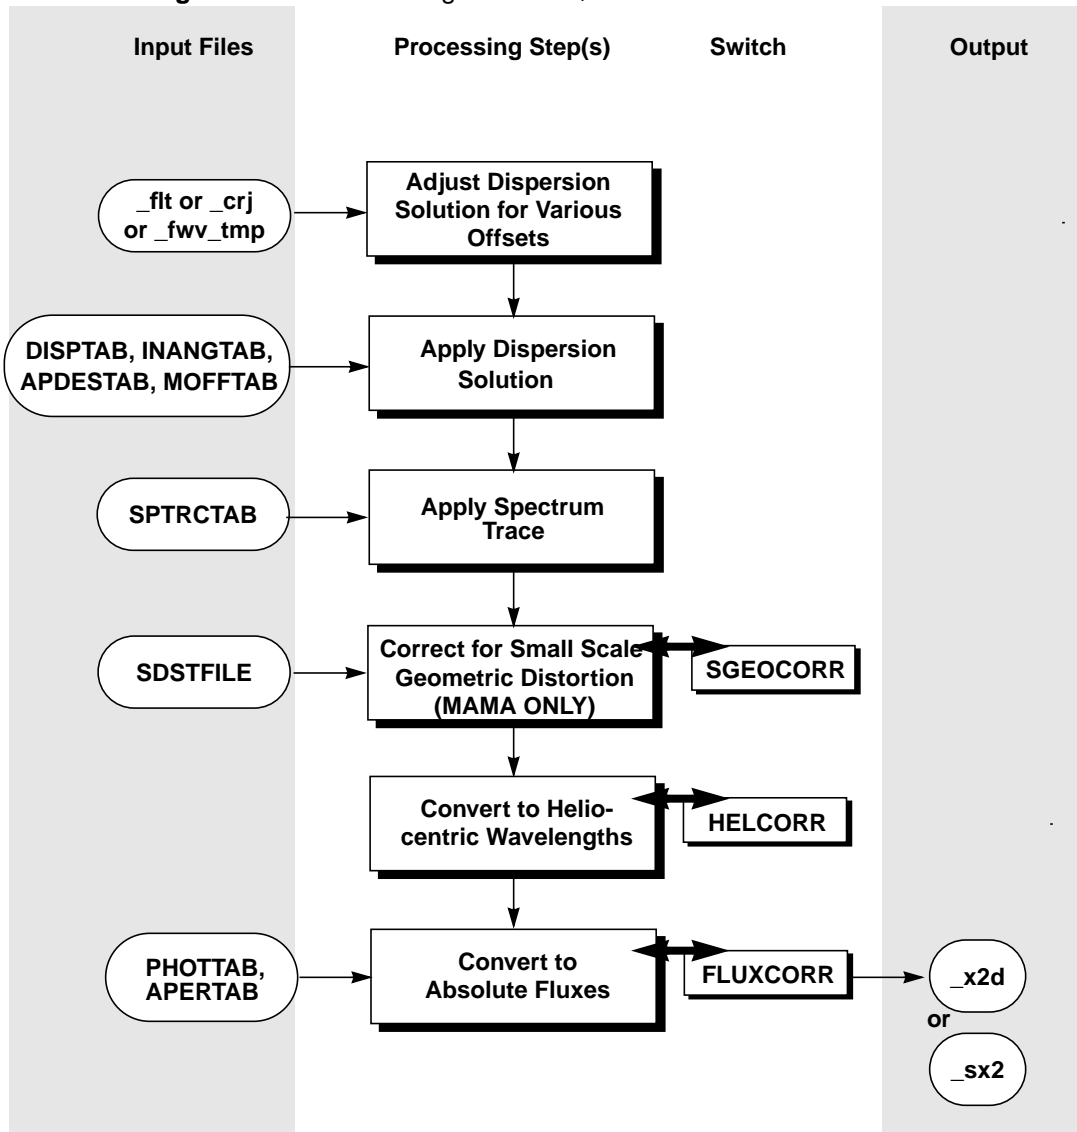 Input Files
Processing Step(s)
Switch
Output
_flt or _crj
or _fwv_tmp
Adjust Dispersion
Solution for Various
Offsets
DISPTAB, INANGTAB,
APDESTAB, MOFFTAB
Apply Dispersion
Solution
SPTRCTAB
Apply Spectrum
Trace
SDSTFILE
Correct for Small Scale
Geometric Distortion
(MAMA ONLY)
SGEOCORR
Convert to Helio-
centric Wavelengths
HELCORR
PHOTTAB,
APERTAB
Convert to
Absolute Fluxes
FLUXCORR
_x2d
or
_sx2